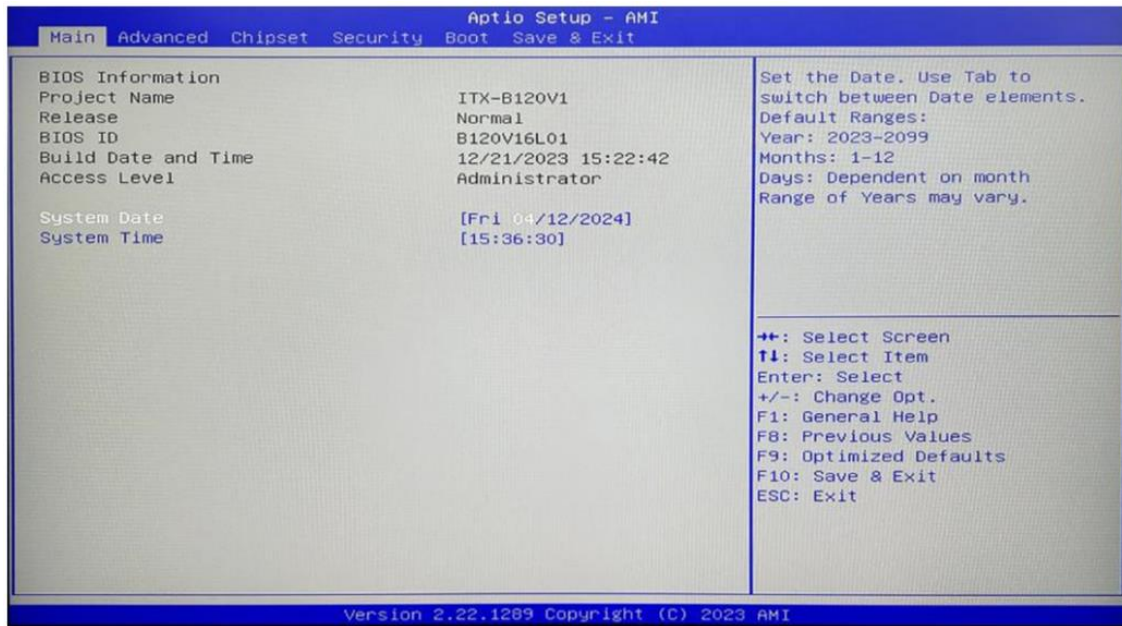 Aptio Setup – AMI
Main Advanced Chipset Security Boot Save & Exit
BIOS Information
Project Name ITX-B120V1
Release Normal
BIOS ID B120V16L01
Build Date and Time 12/21/2023 15:22:42
Access Level Administrator
System Date [Fri 04/12/2024]
System Time [15:36:30]
Set the Date. Use Tab to
switch between Date elements.
Default Ranges:
Year: 2023-2099
Months: 1-12
Days: Dependent on month
Range of Years may vary.
→←: Select Screen
↑↓: Select Item
Enter: Select
+/-: Change Opt.
F1: General Help
F8: Previous Values
F9: Optimized Defaults
F10: Save & Exit
ESC: Exit
Version 2.22.1289 Copyright (C) 2023 AMI